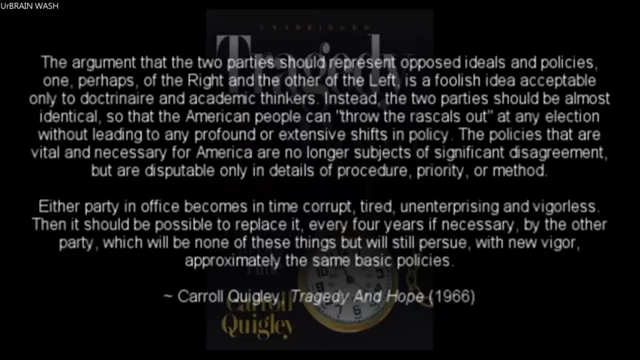 UrBRAIN WASH
UNABRIDGED
Tragedy
The argument that the two parties should represent opposed ideals and policies,
one, perhaps, of the Right and the other of the Left, is a foolish idea acceptable
only to doctrinaire and academic thinkers. Instead, the two parties should be almost
identical, so that the American people can "throw the rascals out" at any election
without leading to any profound or extensive shifts in policy. The policies that are
vital and necessary for America are no longer subjects of significant disagreement,
but are disputable only in details of procedure, priority, or method.
Either party in office becomes in time corrupt, tired, unenterprising and vigorless.
Then it should be possible to replace it, every four years if necessary, by the other
party, which will be none of these things but will still persue, with new vigor,
approximately the same basic policies.
Time
~ Carroll Quigley, Tragedy And Hope (1966)
Carroll
Quigley